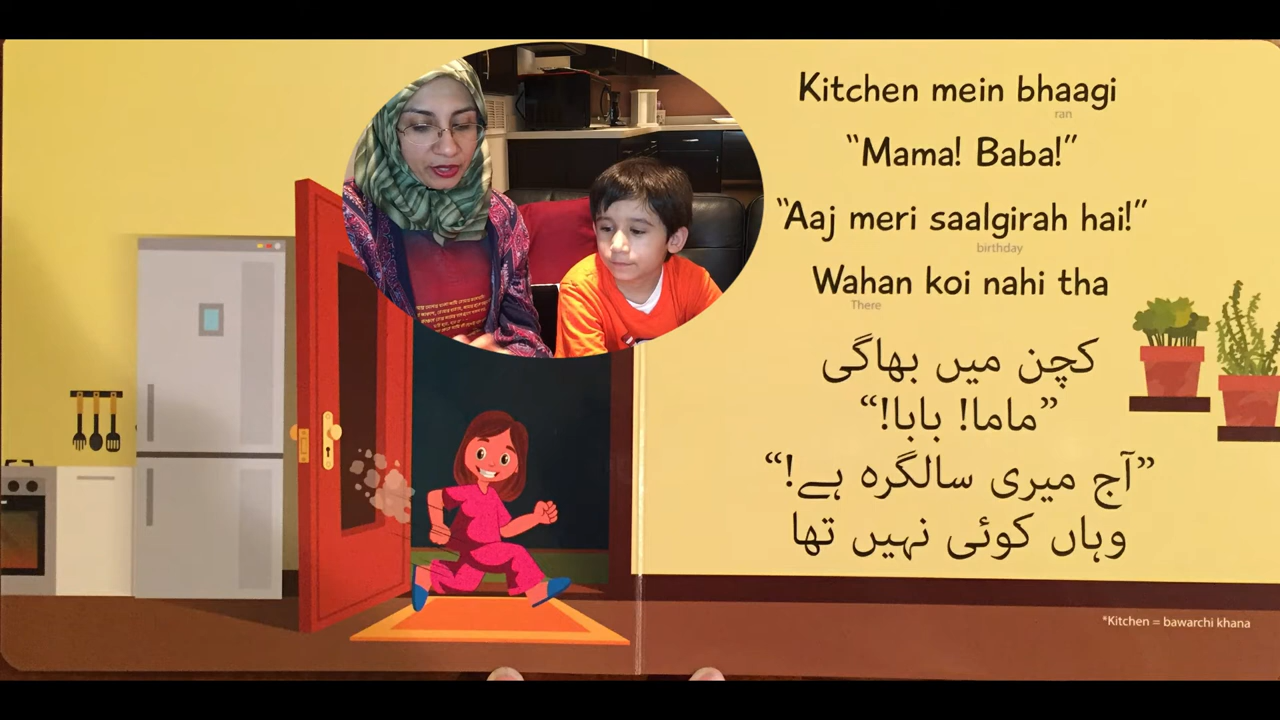 Kitchen mein bhaagi
ran
“Mama! Baba!”
“Aaj meri saalgirah hai!”
birthday
Wahan koi nahi tha
There
کچن میں بھاگی
”ماما! بابا!“
”آج میری سالگرہ ہے!“
وہاں کوئی نہیں تھا
*Kitchen = bawarchi khana